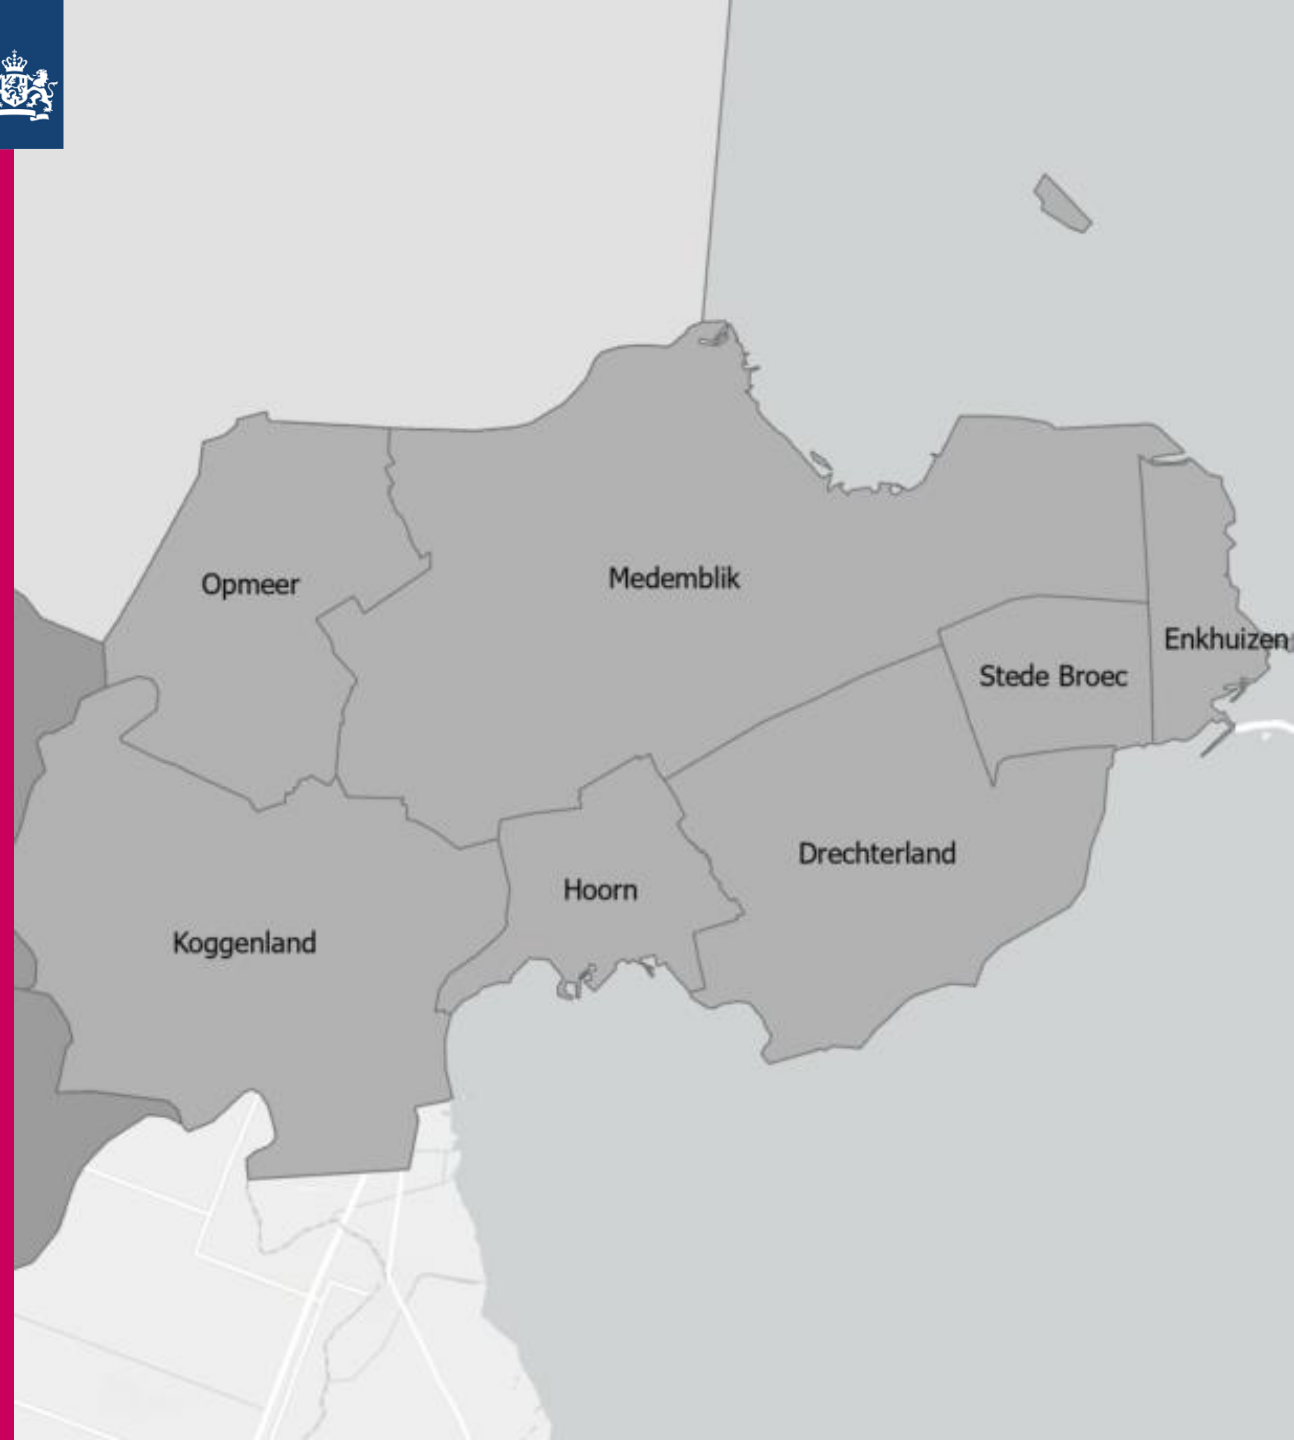 Opmeer
Medemblik
Enkhuizen
Stede Broec
Drechterland
Hoorn
Koggenland